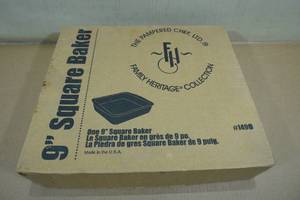 9" Square Baker
THE PAMPERED CHEF, LTD.®
FH
FAMILY HERITAGE® COLLECTION
One 9" Square Baker
Le Square Baker en grès de 9 po.
La Piedra de gres Square Baker de 9 pulg.
Made in the U.S.A.
#1490